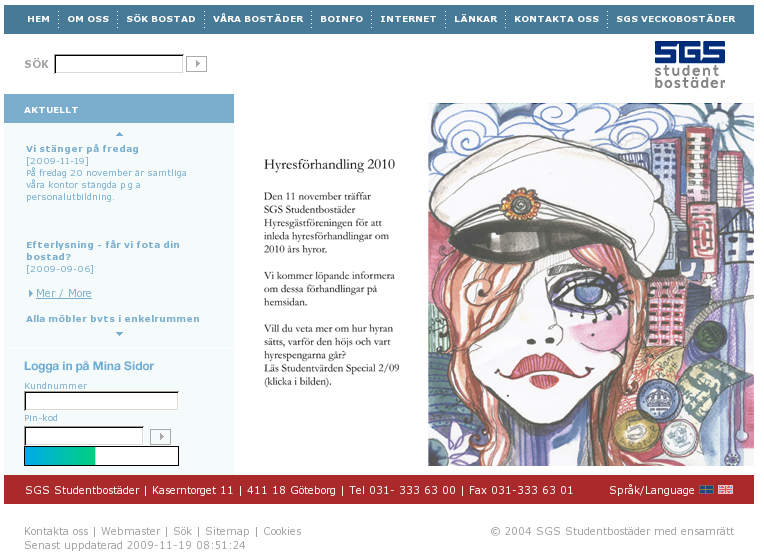 HEM OM OSS SÖK BOSTAD VÅRA BOSTÄDER BOINFO INTERNET LÄNKAR KONTAKTA OSS SGS VECKOBOSTÄDER
SÖK
SGS
student
bostäder
AKTUELLT
Vi stänger på fredag
[2009-11-19]
På fredag 20 november är samtliga
våra kontor stängda p g a
personalutbildning.
Efterlysning - får vi fota din
bostad?
[2009-09-06]
Mer / More
Alla möbler bvts i enkelrummen
Logga in på Mina Sidor
Kundnummer
Pin-kod
Hyresförhandling 2010
Den 11 november träffar
SGS Studentbostäder
Hyresgästföreningen för att
inleda hyresförhandlingar om
2010 års hyror.
Vi kommer löpande informera
om dessa förhandlingar på
hemsidan.
Vill du veta mer om hur hyran
sätts, varför den höjs och vart
hyrespengarna går?
Läs Studentvärden Special 2/09
(klicka i bilden).
SGS Studentbostäder | Kaserntorget 11 | 411 18 Göteborg | Tel 031- 333 63 00 | Fax 031-333 63 01 Språk/Language
Kontakta oss | Webmaster | Sök | Sitemap | Cookies
© 2004 SGS Studentbostäder med ensamrätt
Senast uppdaterad 2009-11-19 08:51:24